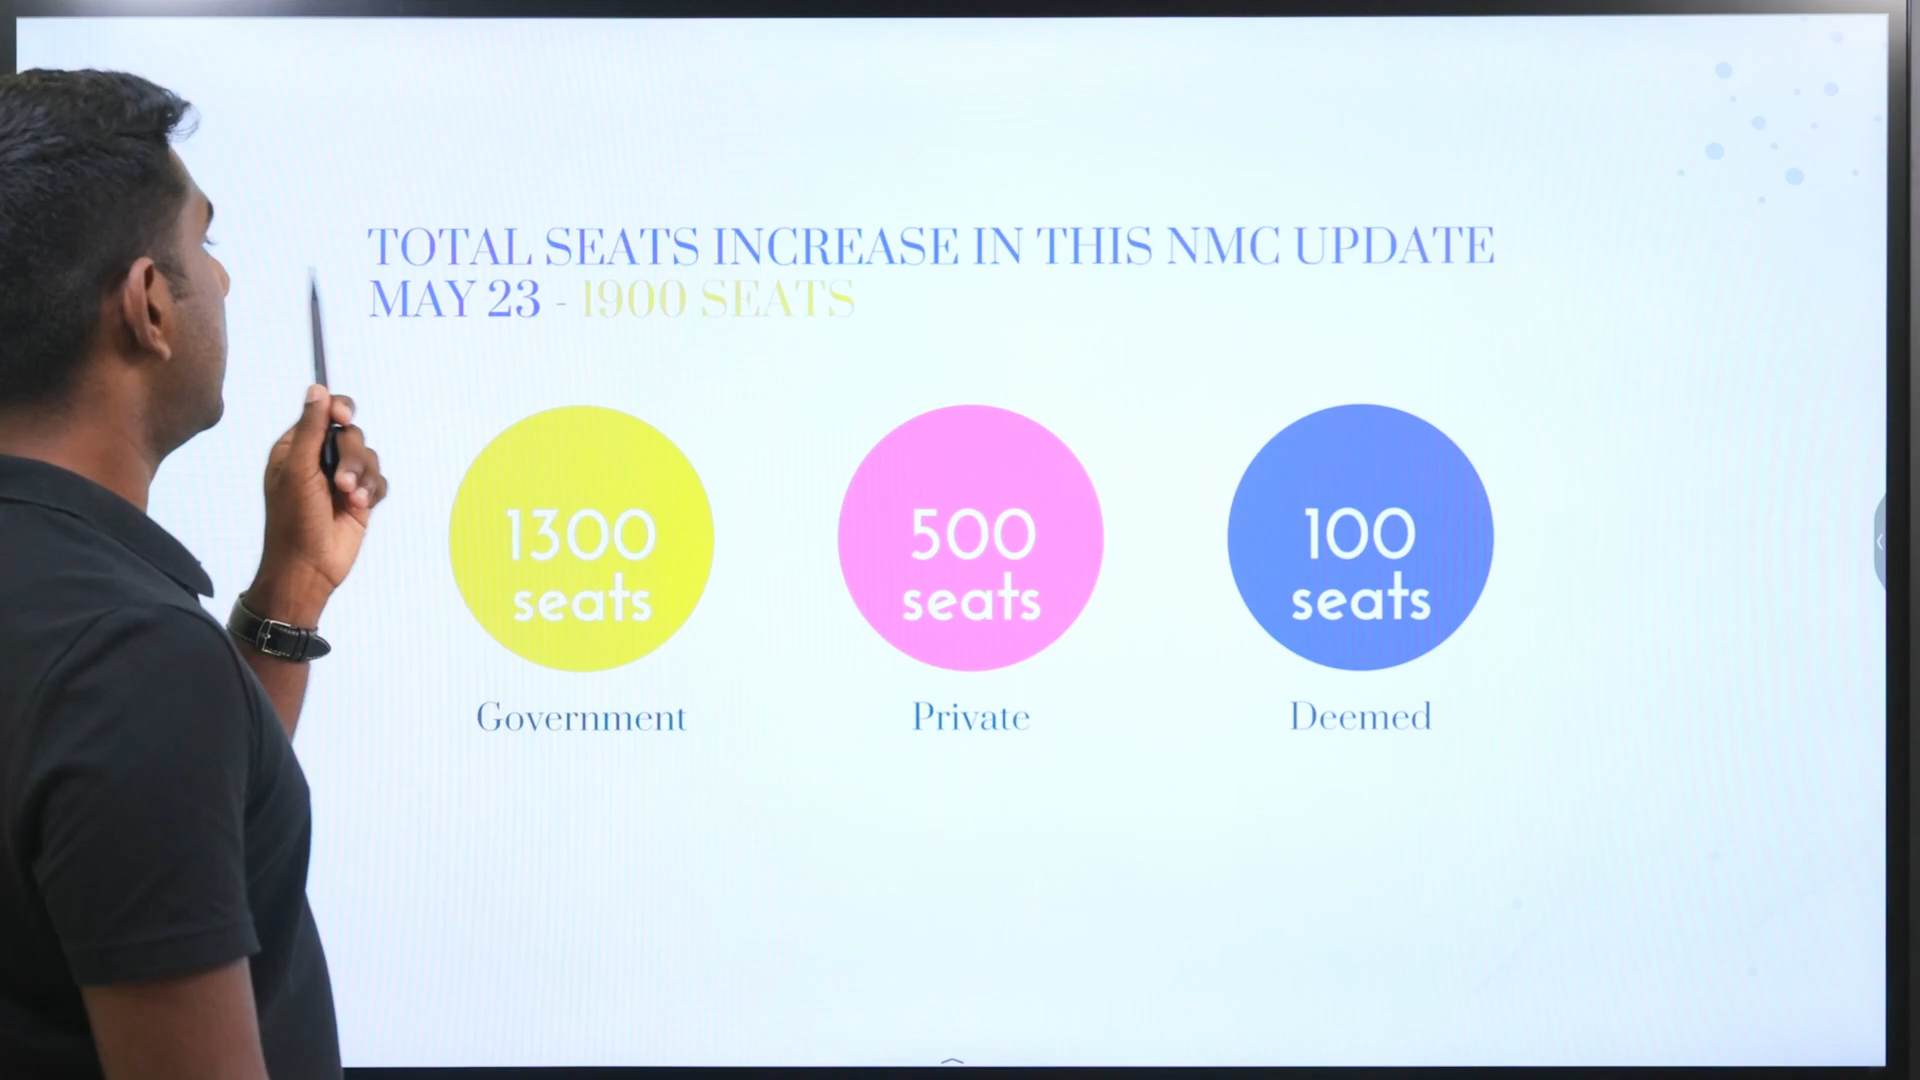 TOTAL SEATS INCREASE IN THIS NMC UPDATE
MAY 23 - 1900 SEATS
1300
seats
Government
500
seats
Private
100
seats
Deemed